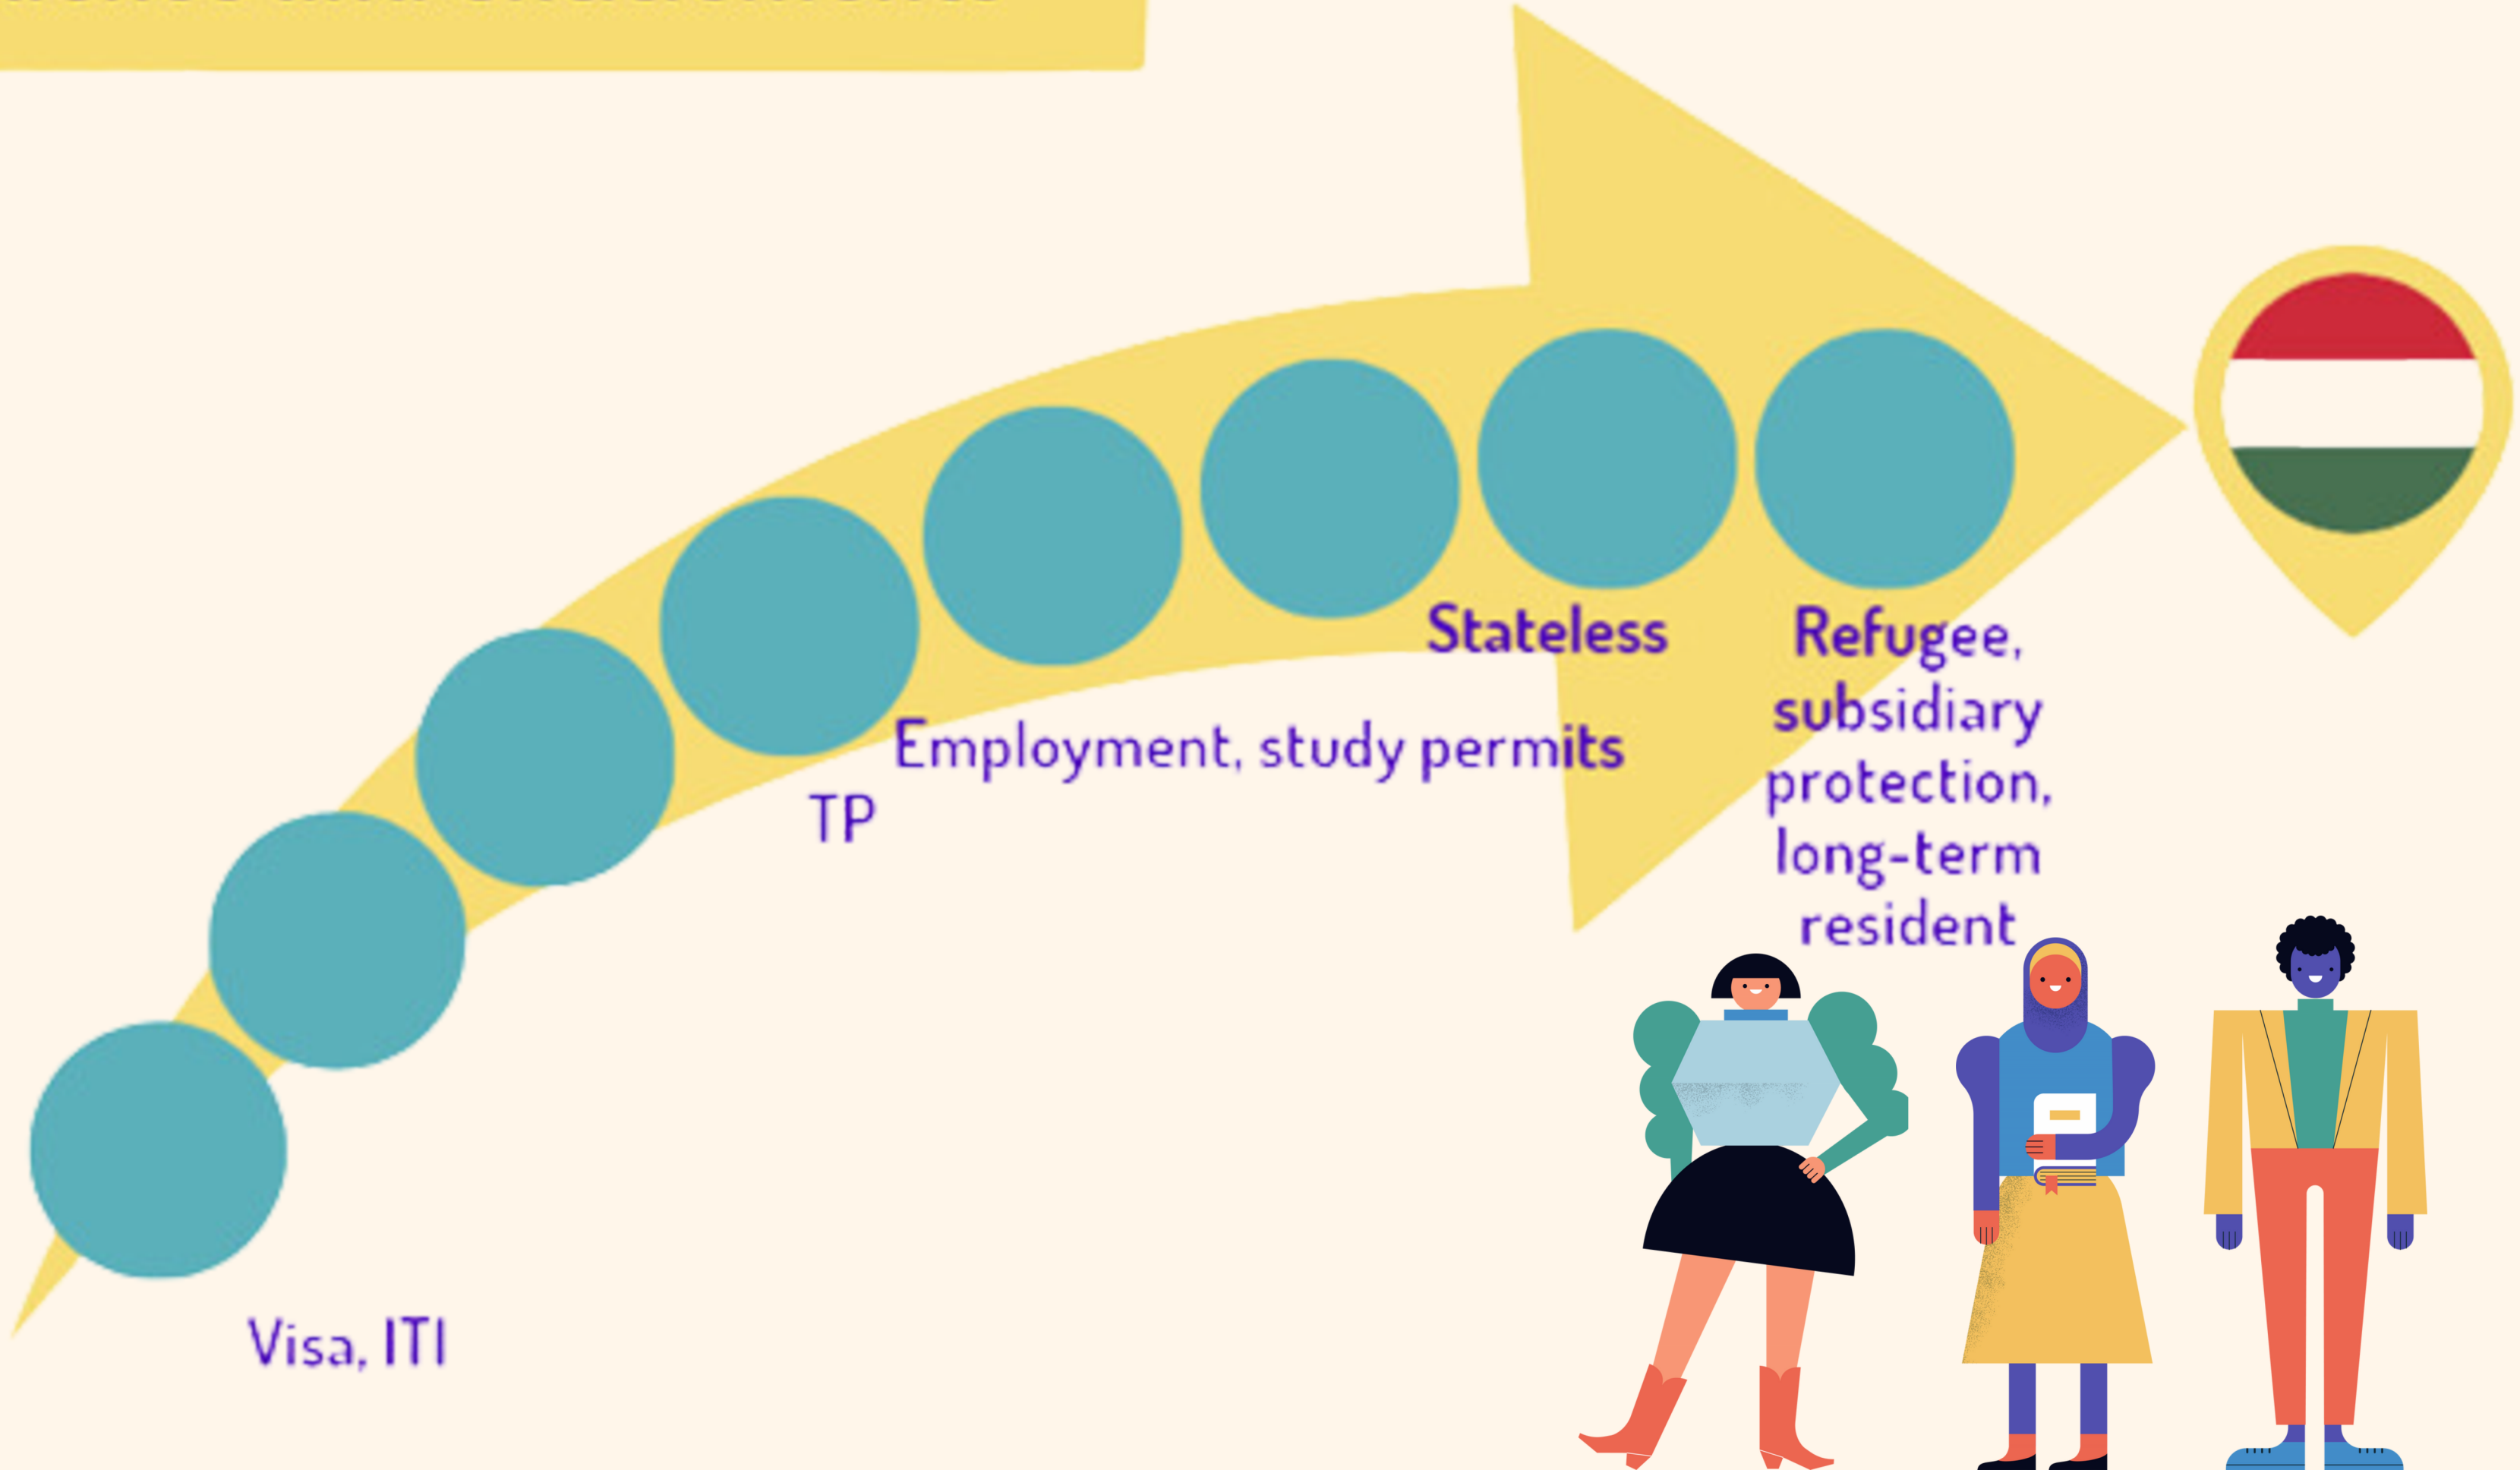 Stateless
Refugee,
subsidiary
protection,
long-term
resident
Employment, study permits
TP
Visa, ITI